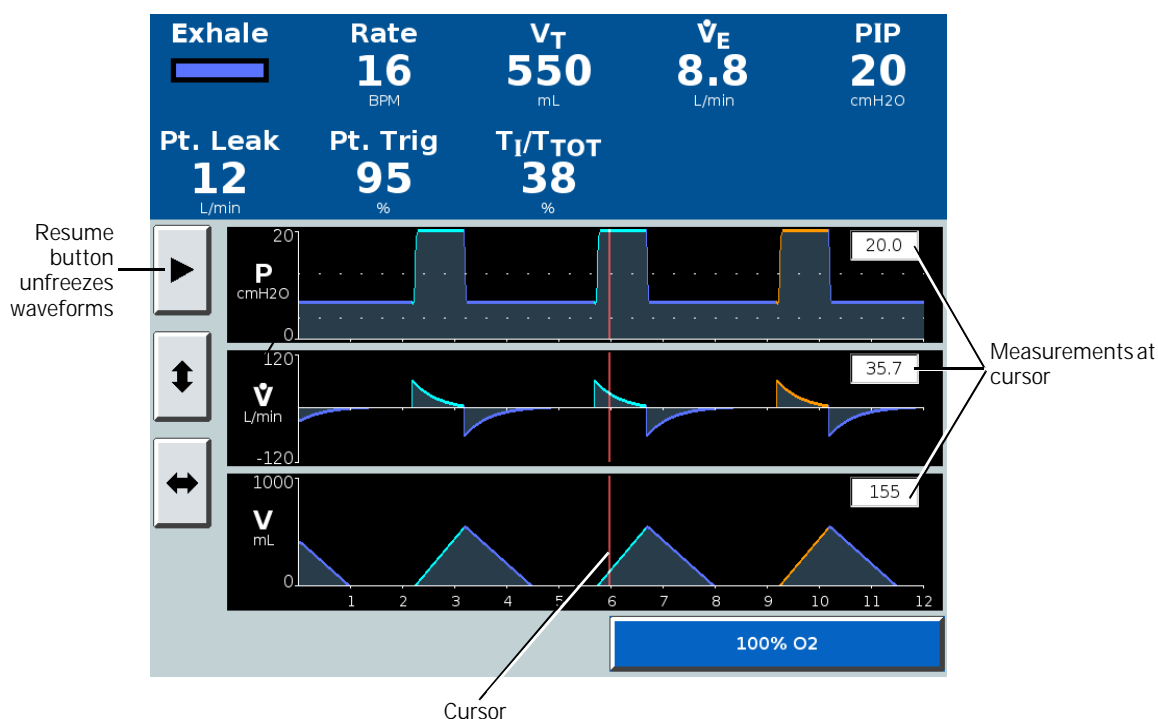 Exhale
Rate
16
BPM
VT
550
mL
V̇E
8.8
L/min
PIP
20
cmH2O
Pt. Leak
12
L/min
Pt. Trig
95
%
TI/TTOT
38
%
Resume
button
unfreezes
waveforms
20
P
cmH2O
0
20.0
120
V̇
L/min
-120
35.7
Measurements at
cursor
1000
V
mL
0
155
1 2 3 4 5 6 7 8 9 10 11 12
100% O2
Cursor